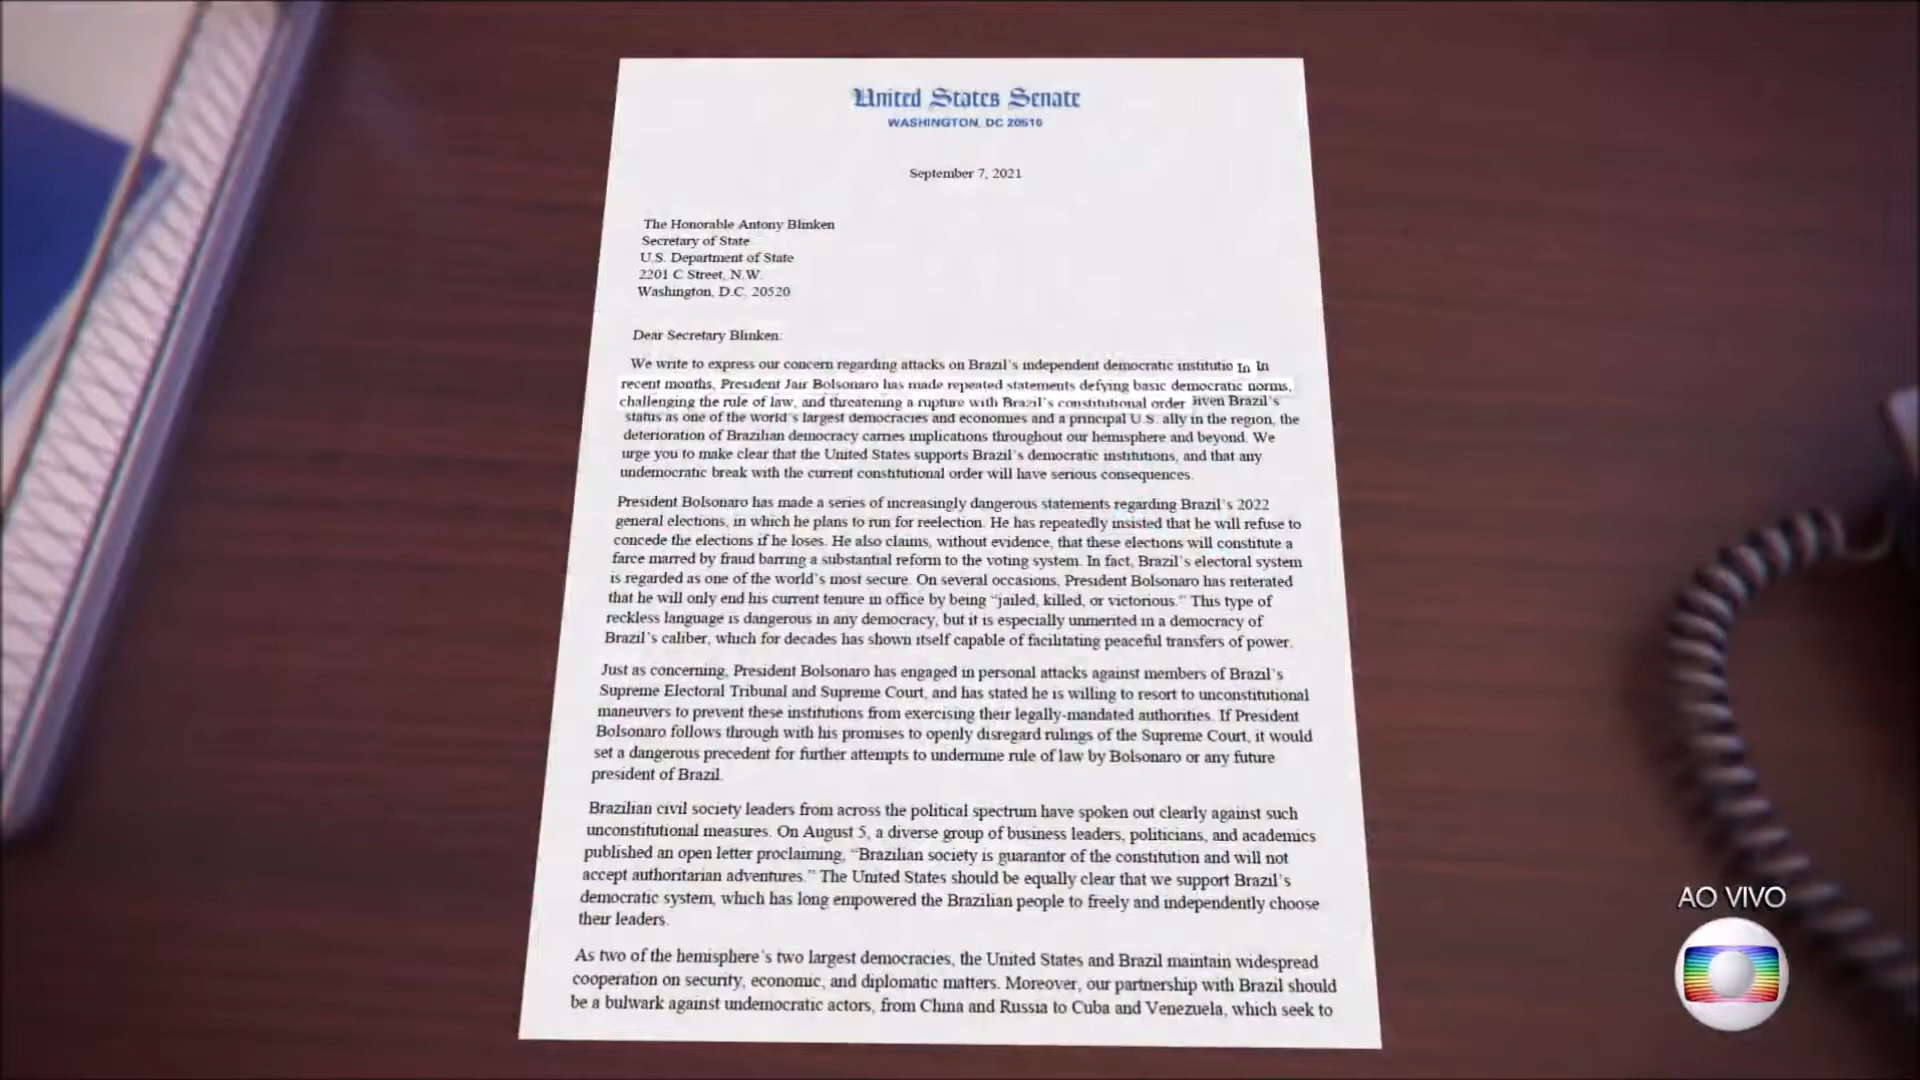 United States Senate
WASHINGTON, DC 20510
September 7, 2021
The Honorable Antony Blinken
Secretary of State
U.S. Department of State
2201 C Street, N.W.
Washington, D.C. 20520
Dear Secretary Blinken:
We write to express our concern regarding attacks on Brazil's independent democratic institutio In In
recent months, President Jair Bolsonaro has made repeated statements defying basic democratic norms,
challenging the rule of law, and threatening a rupture with Brazil's constitutional order iven Brazil's
status as one of the world's largest democracies and economies and a principal U.S. ally in the region, the
deterioration of Brazilian democracy carries implications throughout our hemisphere and beyond. We
urge you to make clear that the United States supports Brazil's democratic institutions, and that any
undemocratic break with the current constitutional order will have serious consequences.
President Bolsonaro has made a series of increasingly dangerous statements regarding Brazil's 2022
general elections, in which he plans to run for reelection. He has repeatedly insisted that he will refuse to
concede the elections if he loses. He also claims, without evidence, that these elections will constitute a
farce marred by fraud barring a substantial reform to the voting system. In fact, Brazil's electoral system
is regarded as one of the world's most secure. On several occasions, President Bolsonaro has reiterated
that he will only end his current tenure in office by being "jailed, killed, or victorious." This type of
reckless language is dangerous in any democracy, but it is especially unmerited in a democracy of
Brazil's caliber, which for decades has shown itself capable of facilitating peaceful transfers of power.
Just as concerning, President Bolsonaro has engaged in personal attacks against members of Brazil's
Supreme Electoral Tribunal and Supreme Court, and has stated he is willing to resort to unconstitutional
maneuvers to prevent these institutions from exercising their legally-mandated authorities. If President
Bolsonaro follows through with his promises to openly disregard rulings of the Supreme Court, it would
set a dangerous precedent for further attempts to undermine rule of law by Bolsonaro or any future
president of Brazil.
Brazilian civil society leaders from across the political spectrum have spoken out clearly against such
unconstitutional measures. On August 5, a diverse group of business leaders, politicians, and academics
published an open letter proclaiming, "Brazilian society is guarantor of the constitution and will not
accept authoritarian adventures." The United States should be equally clear that we support Brazil's
democratic system, which has long empowered the Brazilian people to freely and independently choose
their leaders.
As two of the hemisphere's two largest democracies, the United States and Brazil maintain widespread
cooperation on security, economic, and diplomatic matters. Moreover, our partnership with Brazil should
be a bulwark against undemocratic actors, from China and Russia to Cuba and Venezuela, which seek to
AO VIVO